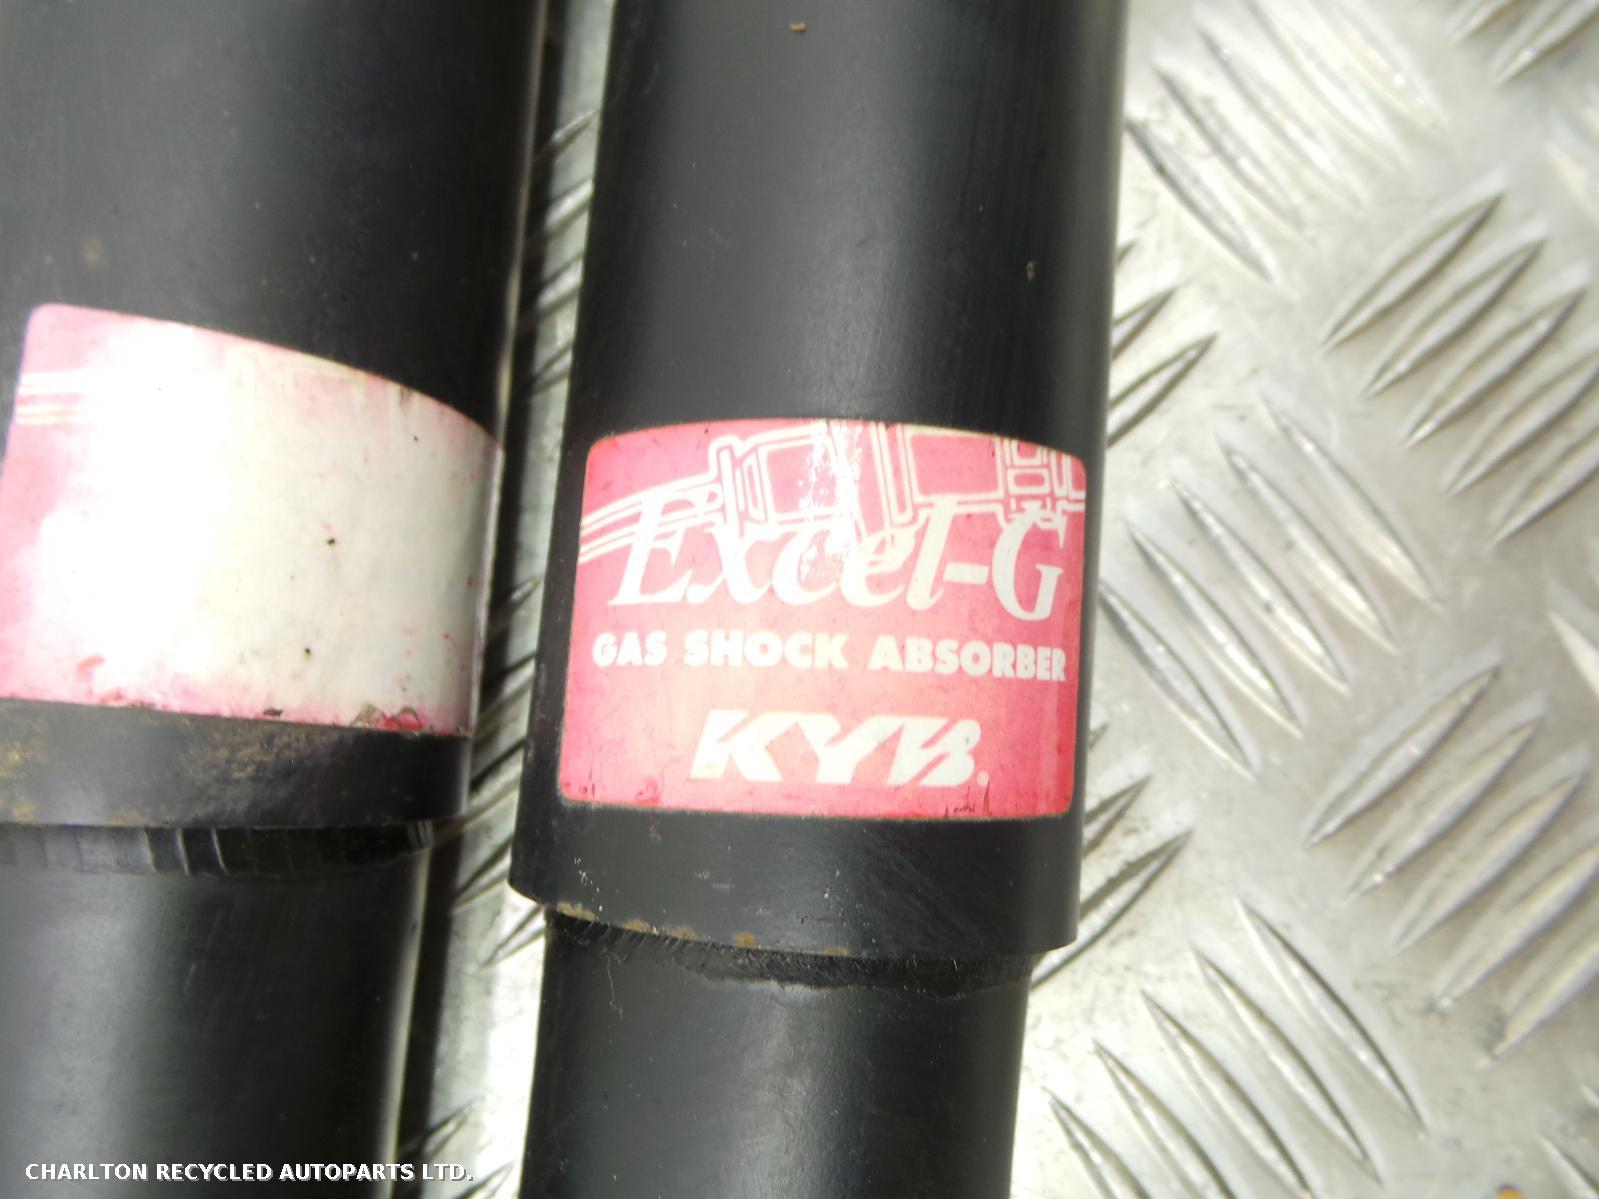 Excel-G
GAS SHOCK ABSORBER
KYB®
CHARLTON RECYCLED AUTOPARTS LTD.